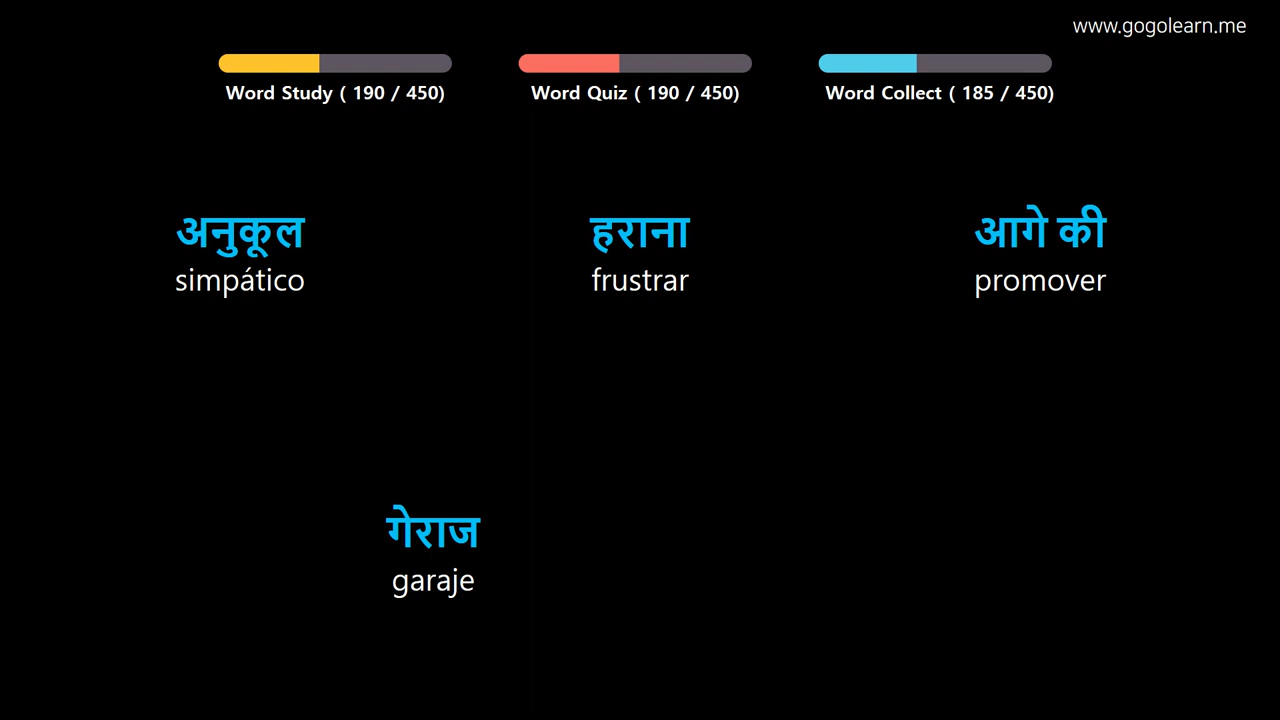 www.gogolearn.me
Word Study ( 190 / 450)
Word Quiz ( 190 / 450)
Word Collect ( 185 / 450)
अनुकूल
simpático
हराना
frustrar
आगे की
promover
गेराज
garaje